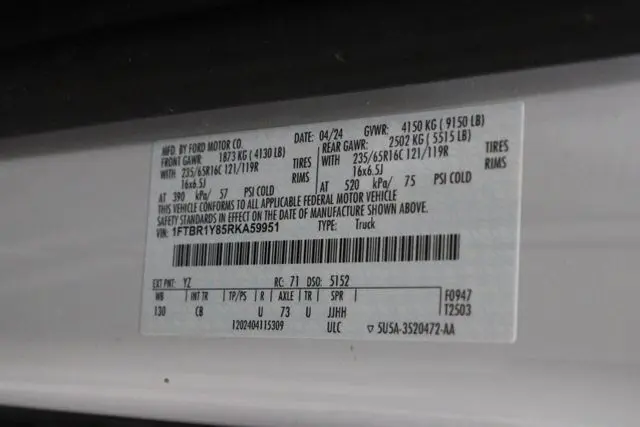 MFD. BY FORD MOTOR CO. DATE: 04/24 GVWR: 4150 KG ( 9150 LB)
FRONT GAWR: 1873 KG ( 4130 LB) REAR GAWR: 2502 KG ( 5515 LB)
WITH 235/65R16C 121/119R TIRES WITH 235/65R16C 121/119R TIRES
16x6.5J RIMS 16x6.5J RIMS
AT 390 kPa/ 57 PSI COLD AT 520 kPa/ 75 PSI COLD
THIS VEHICLE CONFORMS TO ALL APPLICABLE FEDERAL MOTOR VEHICLE
SAFETY STANDARDS IN EFFECT ON THE DATE OF MANUFACTURE SHOWN ABOVE.
VIN: 1FTBR1Y85RKA59951 TYPE: Truck
EXT PNT: YZ RC: 71 DSO: 5152
WB INT TR TP/PS R AXLE TR SPR F0947
130 CB U 73 U JJHH T2503
1202404115309 ULC ▽ 5U5A-3520472-AA